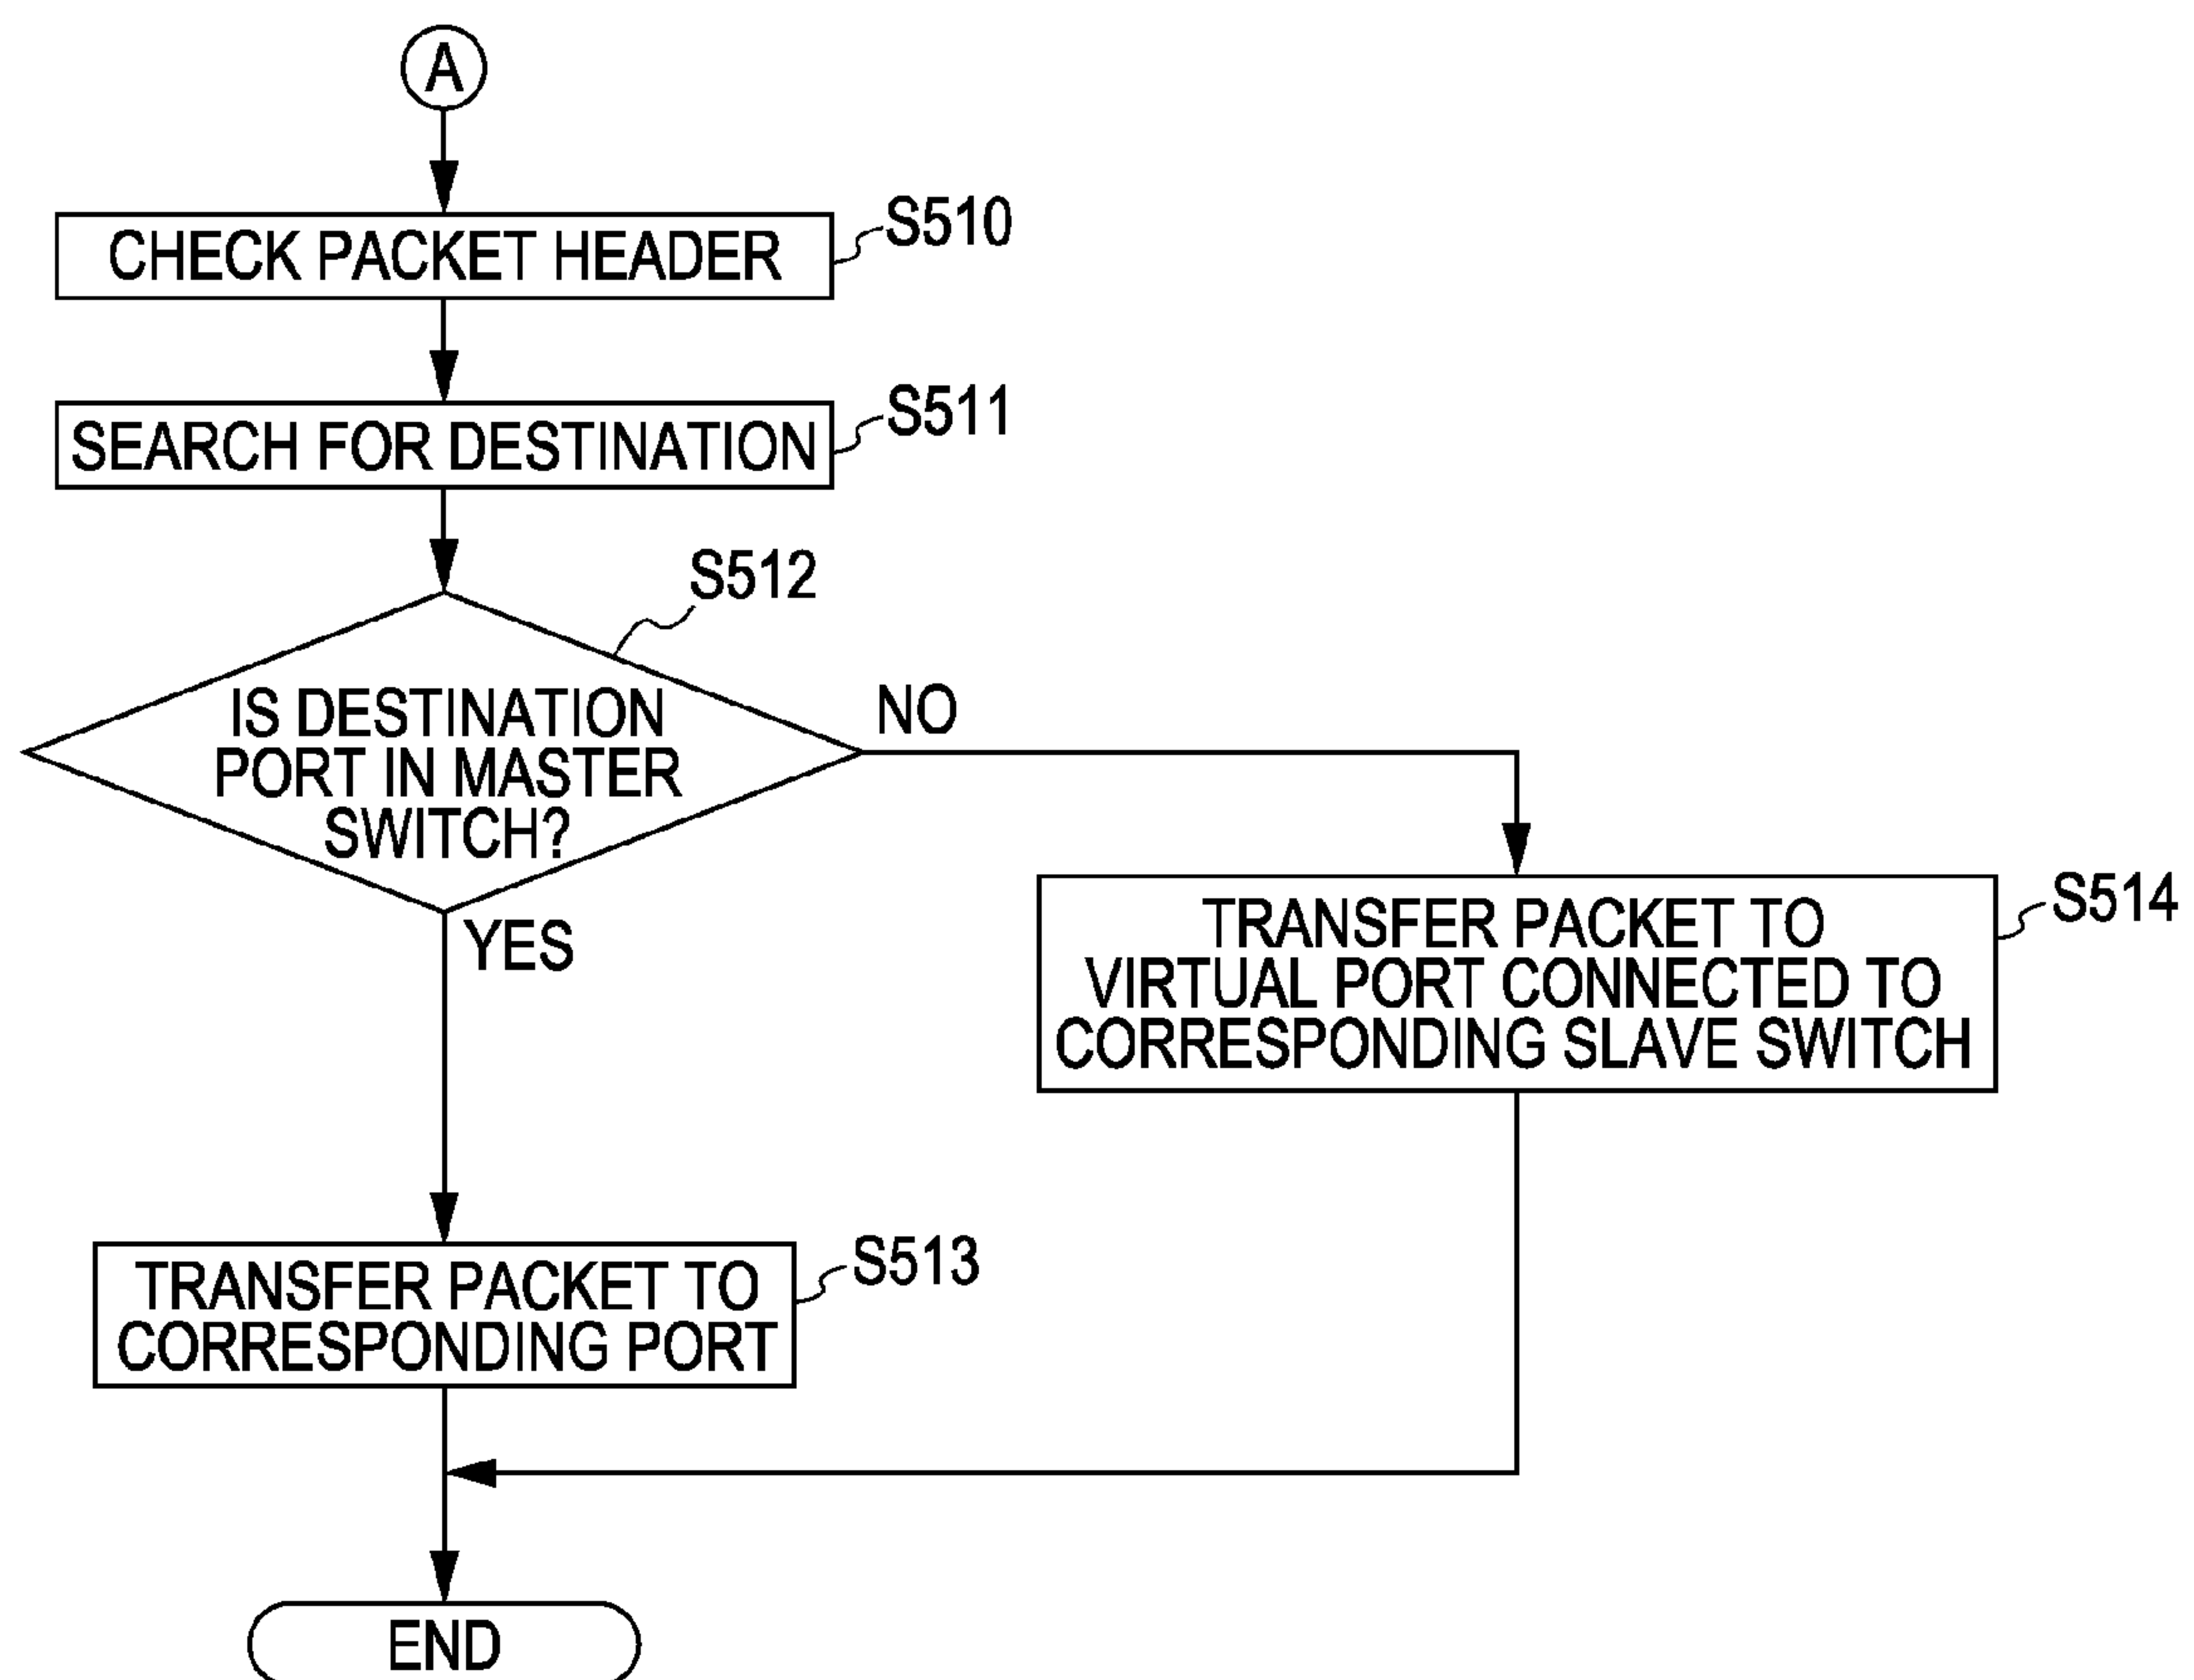 A
CHECK PACKET HEADER
S510
SEARCH FOR DESTINATION
S511
S512
IS DESTINATION
PORT IN MASTER
SWITCH?
NO
YES
TRANSFER PACKET TO
VIRTUAL PORT CONNECTED TO
CORRESPONDING SLAVE SWITCH
S514
TRANSFER PACKET TO
CORRESPONDING PORT
S513
END